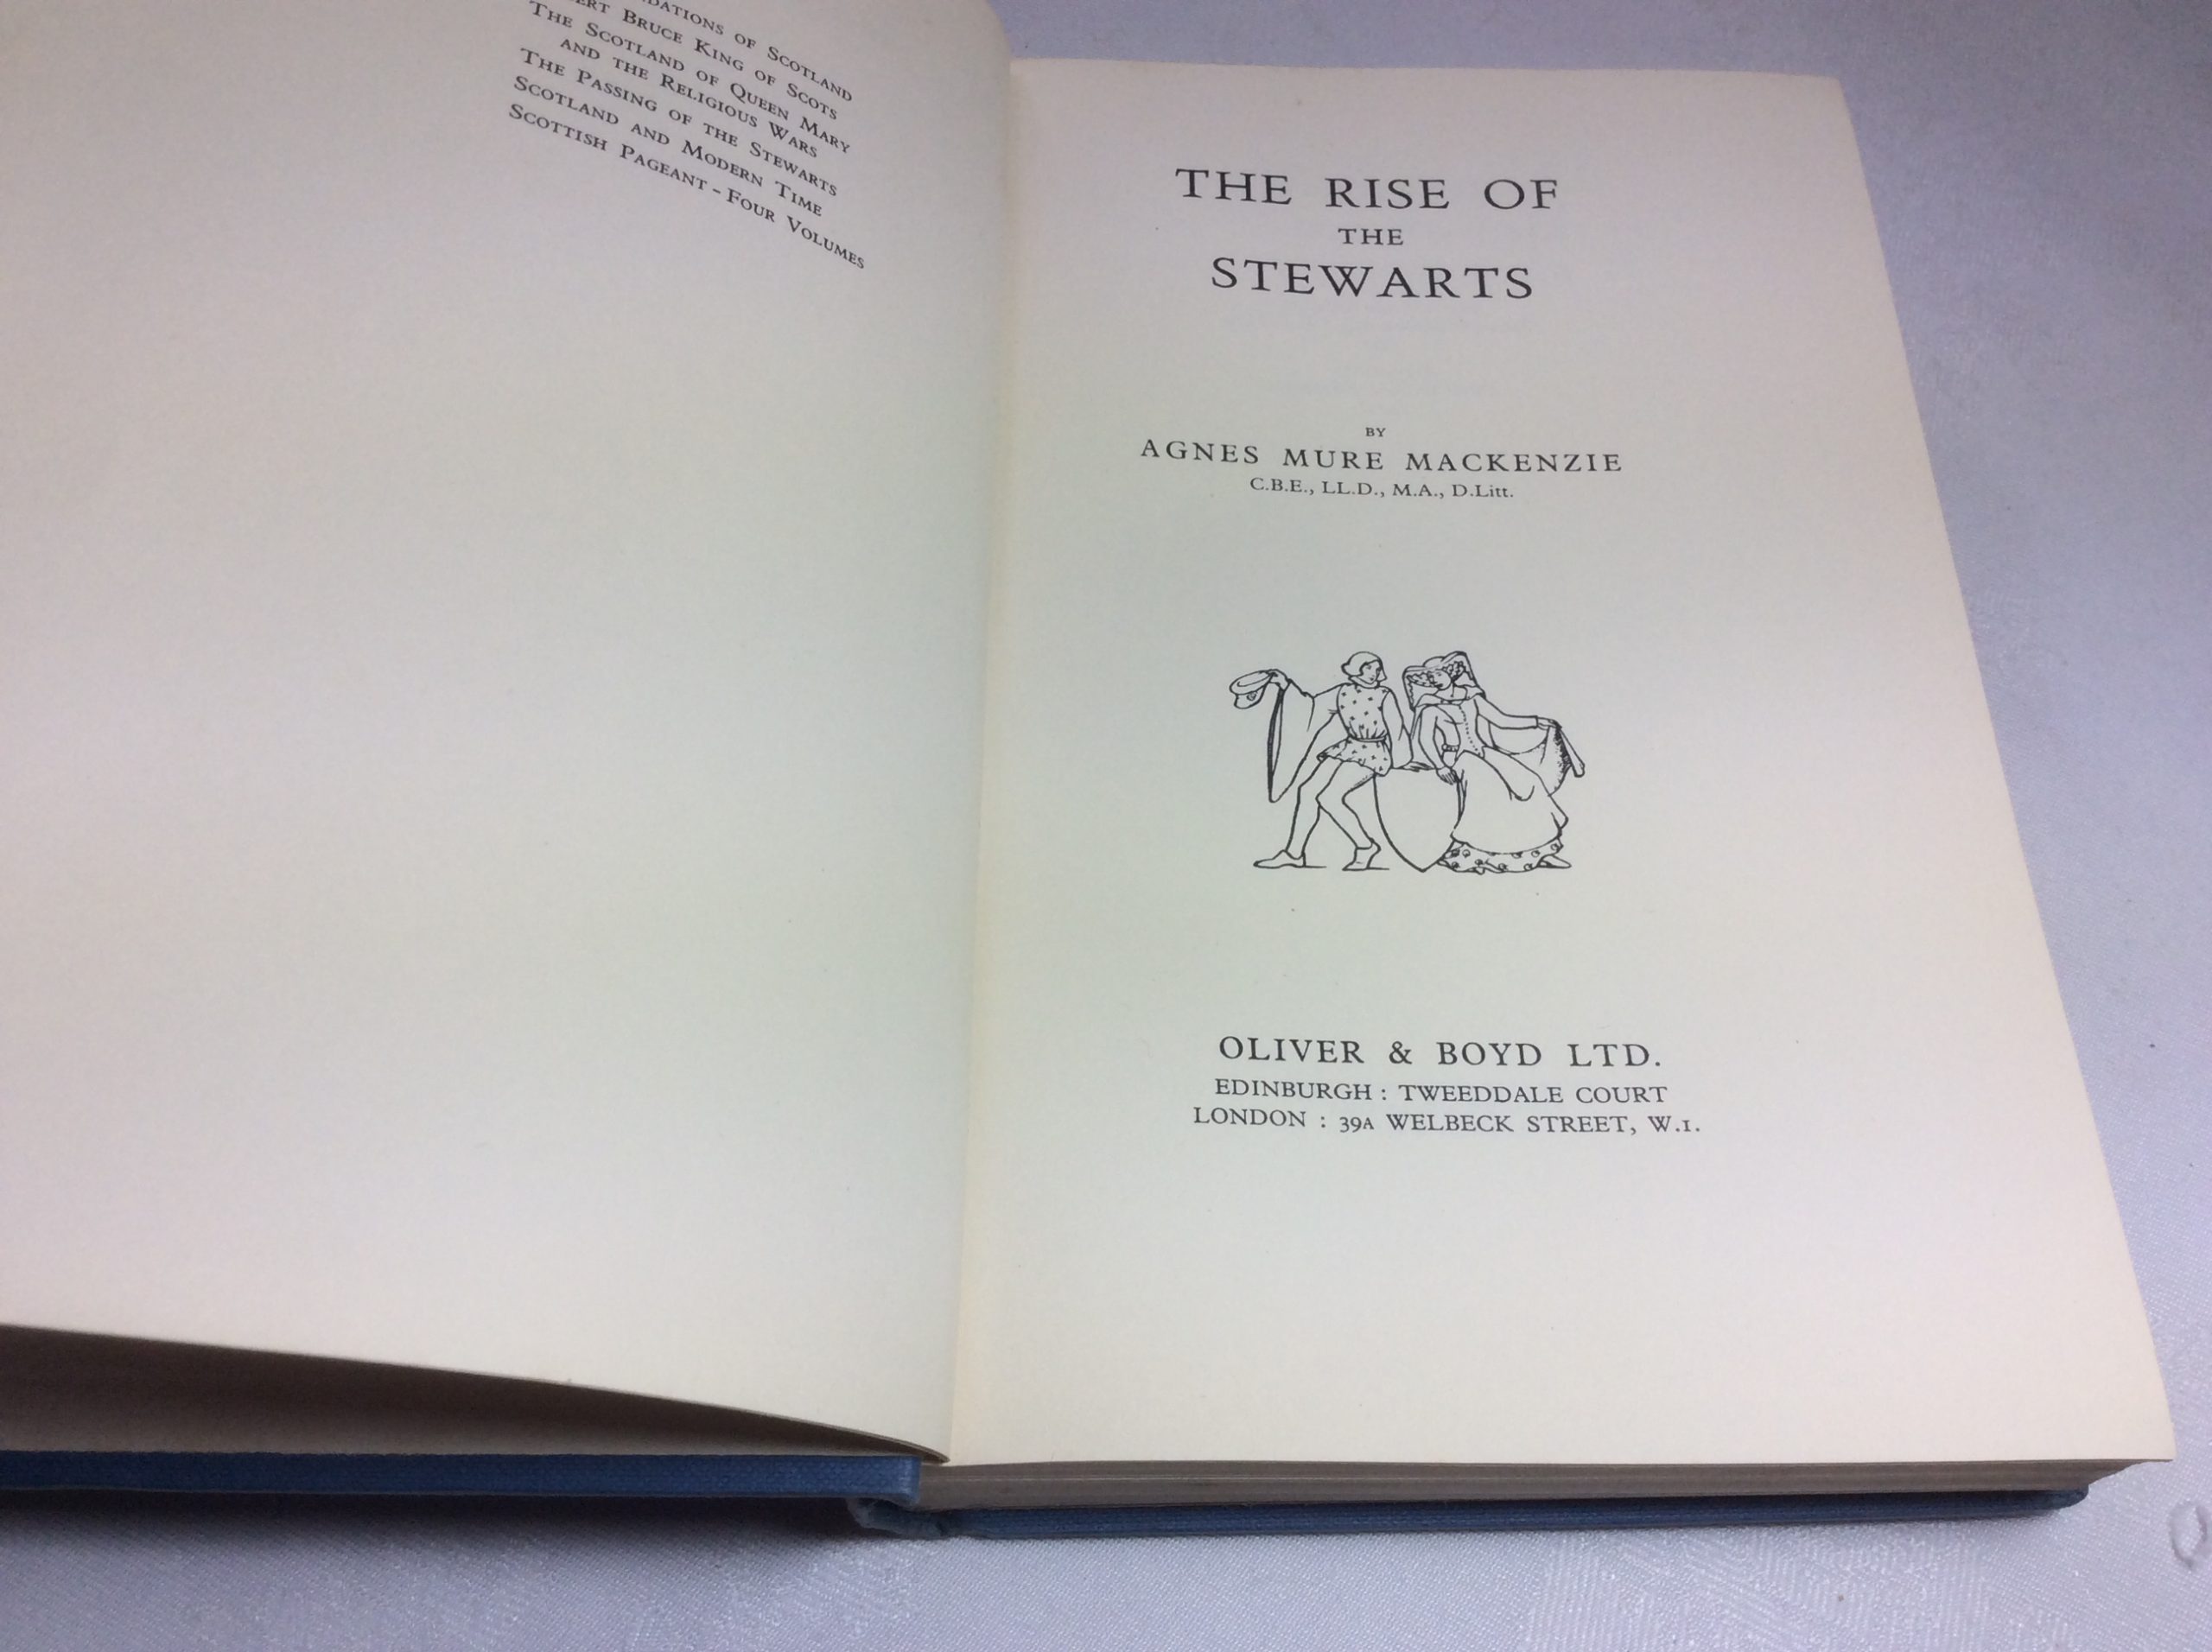 OF SCOTLAND
BRUCE KING OF SCOTS
THE SCOTLAND OF QUEEN MARY
AND THE RELIGIOUS WARS
THE PASSING OF THE STEWARTS
SCOTLAND AND MODERN TIME
SCOTTISH PAGEANT - FOUR VOLUMES
THE RISE OF
THE
STEWARTS
BY
AGNES MURE MACKENZIE
C.B.E., LL.D., M.A., D.Litt.
OLIVER & BOYD LTD.
EDINBURGH : TWEEDDALE COURT
LONDON : 39A WELBECK STREET, W.1.